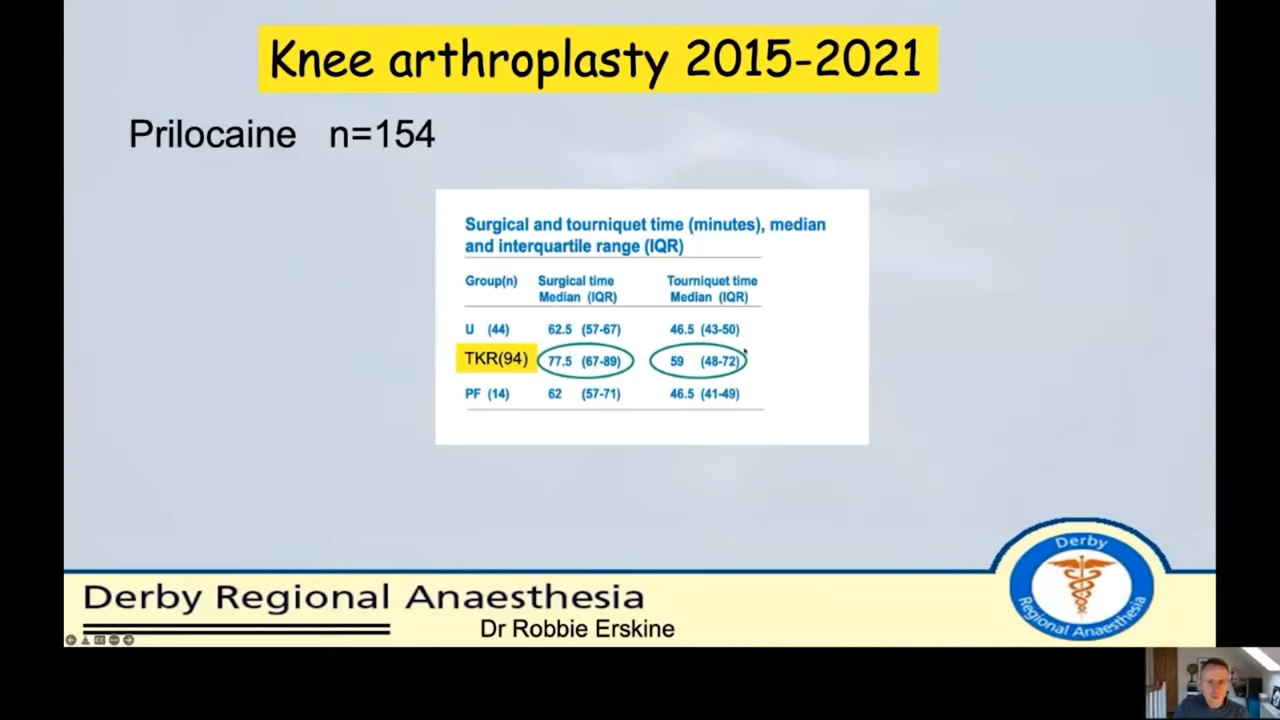 Knee arthroplasty 2015-2021
Prilocaine n=154
Surgical and tourniquet time (minutes), median
and interquartile range (IQR)
Group(n) Surgical time Tourniquet time
Median (IQR) Median (IQR)
U (44) 62.5 (57-67) 46.5 (43-50)
TKR(94) 77.5 (67-89) 59 (48-72)
PF (14) 62 (57-71) 46.5 (41-49)
Derby Regional Anaesthesia
Dr Robbie Erskine
Derby
Regional Anaesthesia